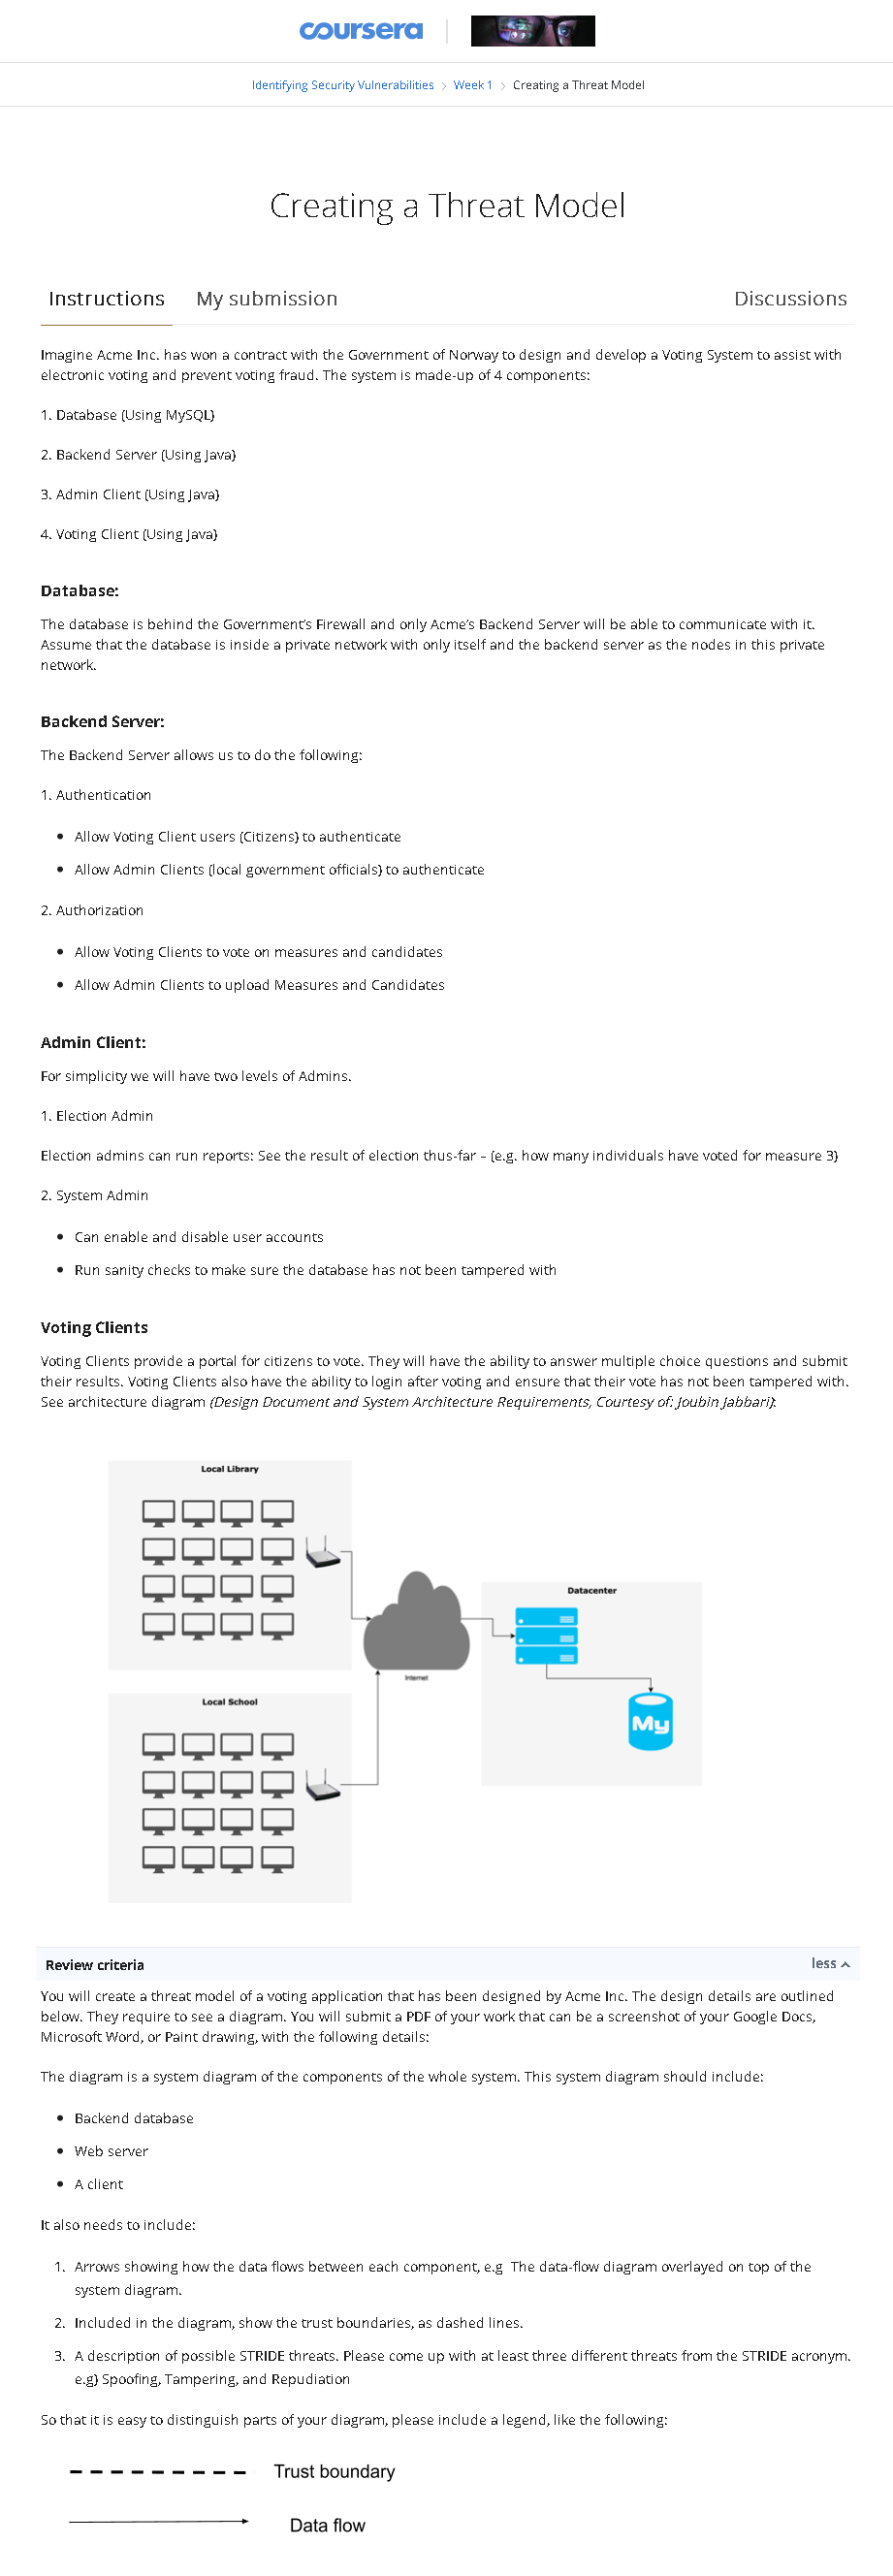 coursera
Identifying Security Vulnerabilities > Week 1 > Creating a Threat Model
Creating a Threat Model
Instructions My submission Discussions
Imagine Acme Inc. has won a contract with the Government of Norway to design and develop a Voting System to assist with
electronic voting and prevent voting fraud. The system is made-up of 4 components:
1. Database (Using MySQL)
2. Backend Server (Using Java)
3. Admin Client (Using Java)
4. Voting Client (Using Java)
Database:
The database is behind the Government's Firewall and only Acme's Backend Server will be able to communicate with it.
Assume that the database is inside a private network with only itself and the backend server as the nodes in this private
network.
Backend Server:
The Backend Server allows us to do the following:
1. Authentication
• Allow Voting Client users (Citizens) to authenticate
• Allow Admin Clients (local government officials) to authenticate
2. Authorization
• Allow Voting Clients to vote on measures and candidates
• Allow Admin Clients to upload Measures and Candidates
Admin Client:
For simplicity we will have two levels of Admins.
1. Election Admin
Election admins can run reports: See the result of election thus-far – (e.g. how many individuals have voted for measure 3)
2. System Admin
• Can enable and disable user accounts
• Run sanity checks to make sure the database has not been tampered with
Voting Clients
Voting Clients provide a portal for citizens to vote. They will have the ability to answer multiple choice questions and submit
their results. Voting Clients also have the ability to login after voting and ensure that their vote has not been tampered with.
See architecture diagram (Design Document and System Architecture Requirements, Courtesy of: Joubin Jabbari):
Local Library
Datacenter
Internet
My
Local School
Review criteria less
You will create a threat model of a voting application that has been designed by Acme Inc. The design details are outlined
below. They require to see a diagram. You will submit a PDF of your work that can be a screenshot of your Google Docs,
Microsoft Word, or Paint drawing, with the following details:
The diagram is a system diagram of the components of the whole system. This system diagram should include:
• Backend database
• Web server
• A client
It also needs to include:
1. Arrows showing how the data flows between each component, e.g The data-flow diagram overlayed on top of the
system diagram.
2. Included in the diagram, show the trust boundaries, as dashed lines.
3. A description of possible STRIDE threats. Please come up with at least three different threats from the STRIDE acronym.
e.g) Spoofing, Tampering, and Repudiation
So that it is easy to distinguish parts of your diagram, please include a legend, like the following:
Trust boundary
Data flow